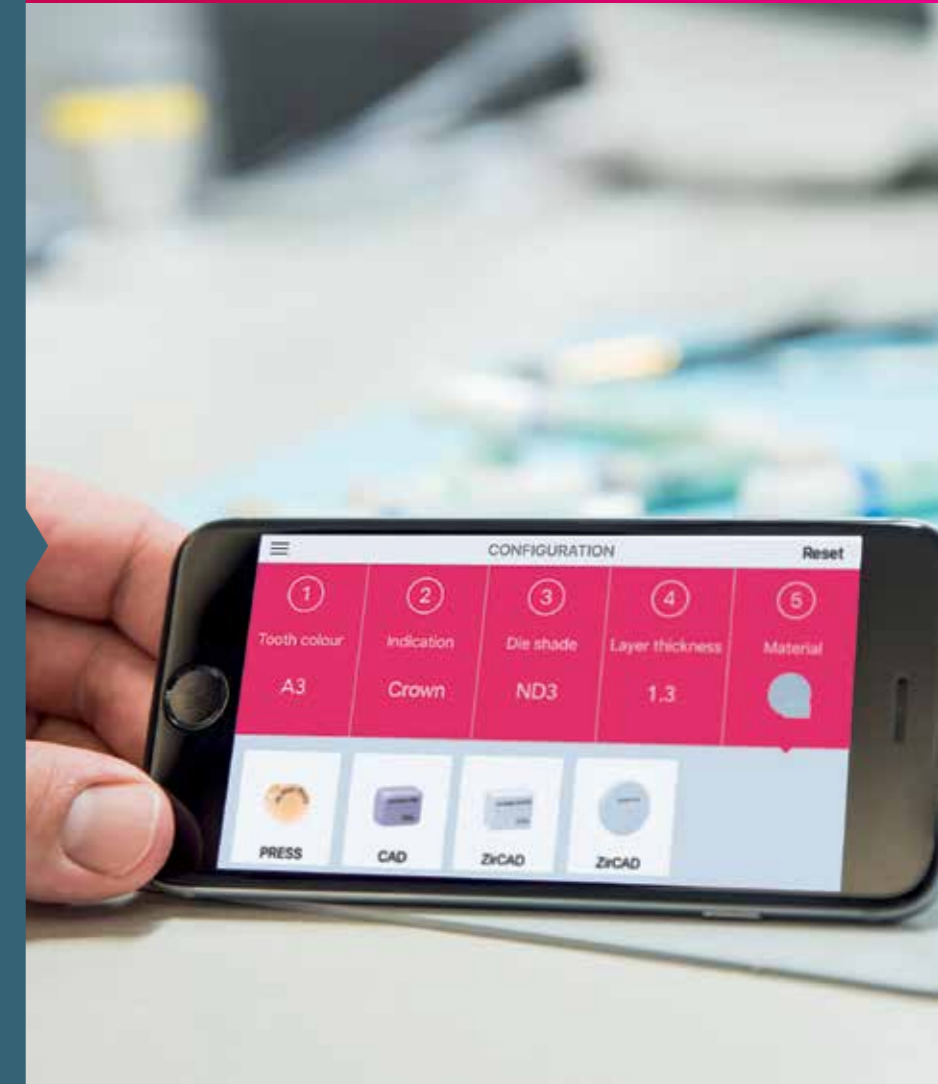 CONFIGURATION Reset
1 2 3 4 5
Tooth colour Indication Die shade Layer thickness Material
A3 Crown ND3 1.3
PRESS CAD ZirCAD ZirCAD